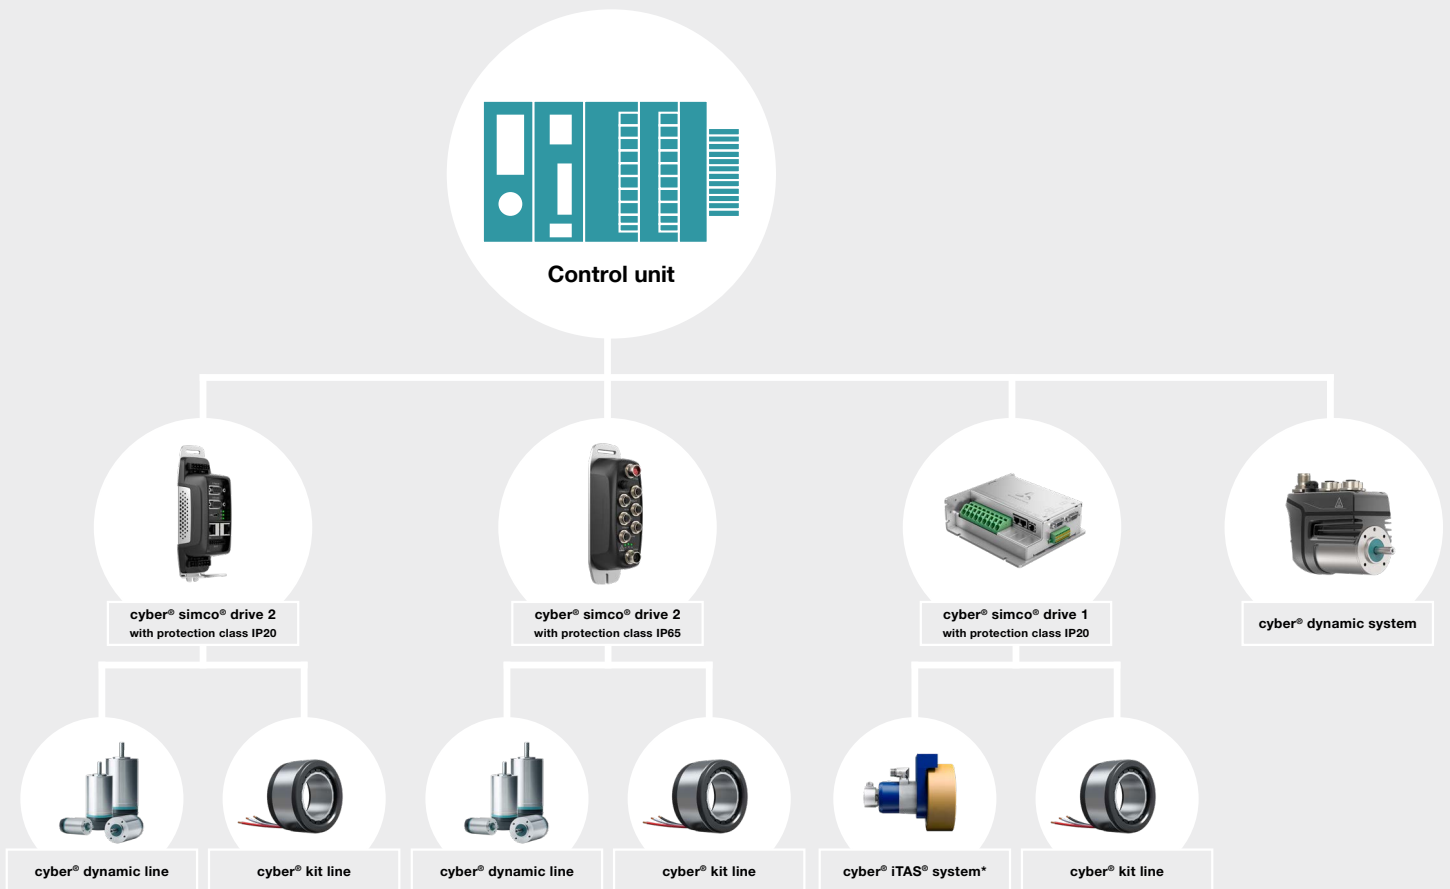 Control unit
cyber® simco® drive 2
with protection class IP20
cyber® simco® drive 2
with protection class IP65
cyber® simco® drive 1
with protection class IP20
cyber® dynamic system
cyber® dynamic line
cyber® kit line
cyber® dynamic line
cyber® kit line
cyber® iTAS® system*
cyber® kit line